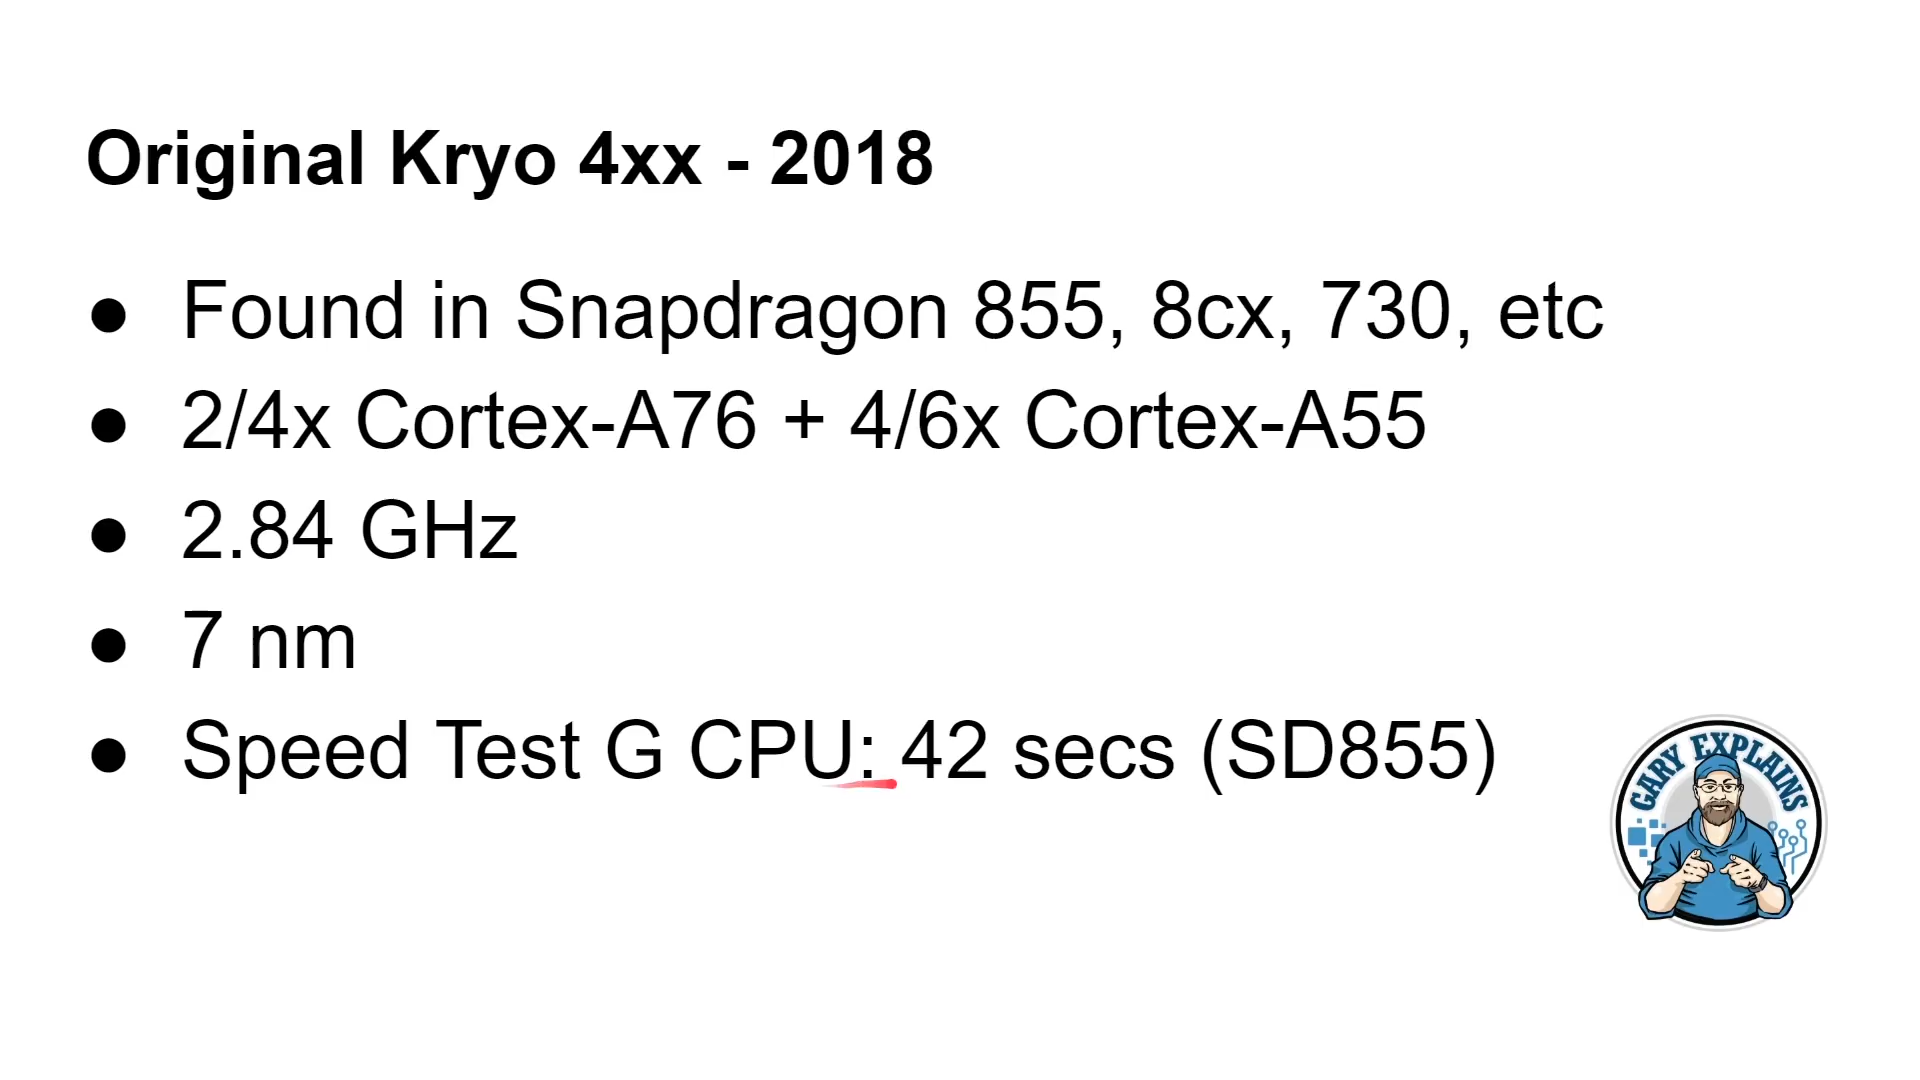 Original Kryo 4xx - 2018
● Found in Snapdragon 855, 8cx, 730, etc
● 2/4x Cortex-A76 + 4/6x Cortex-A55
● 2.84 GHz
● 7 nm
● Speed Test G CPU: 42 secs (SD855)
GARY EXPLAINS